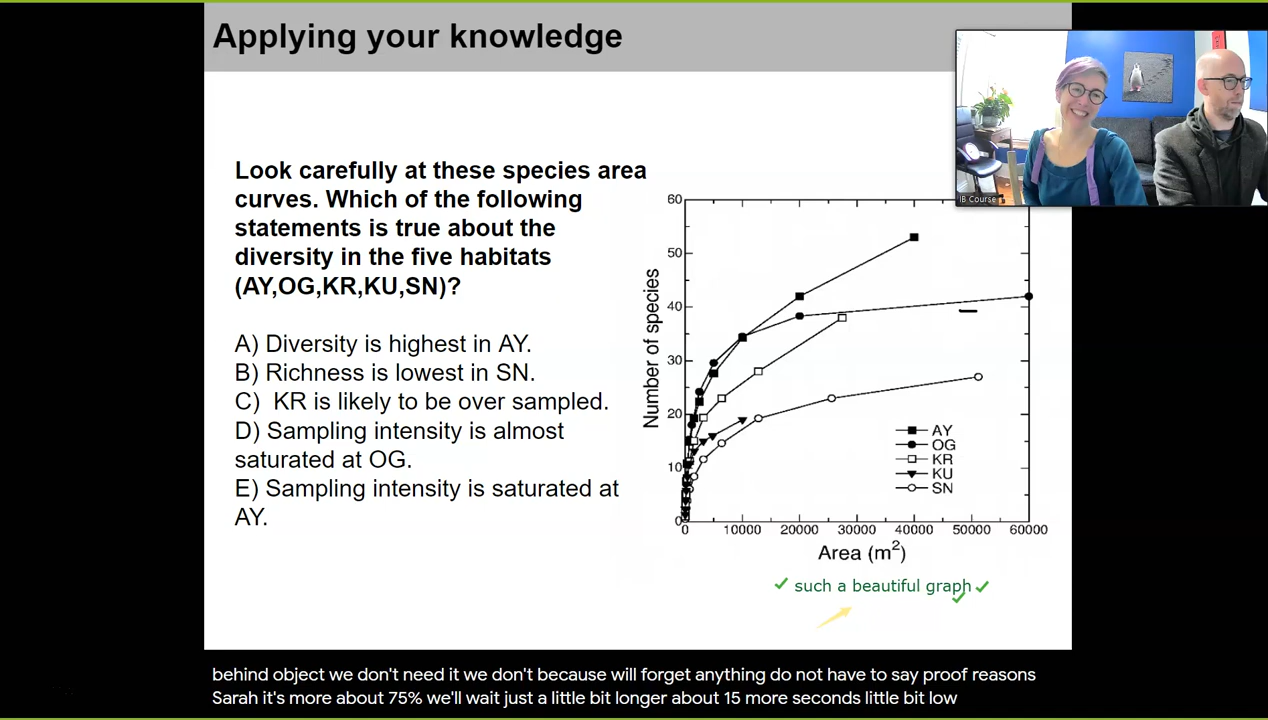 Applying your knowledge
IB Course
Look carefully at these species area
curves. Which of the following
statements is true about the
diversity in the five habitats
(AY,OG,KR,KU,SN)?
A) Diversity is highest in AY.
B) Richness is lowest in SN.
C) KR is likely to be over sampled.
D) Sampling intensity is almost
saturated at OG.
E) Sampling intensity is saturated at
AY.
Number of species
60
50
40
30
20
10
0
AY
OG
KR
KU
SN
0 10000 20000 30000 40000 50000 60000
Area (m²)
such a beautiful graph
behind object we don't need it we don't because will forget anything do not have to say proof reasons
Sarah it's more about 75% we'll wait just a little bit longer about 15 more seconds little bit low